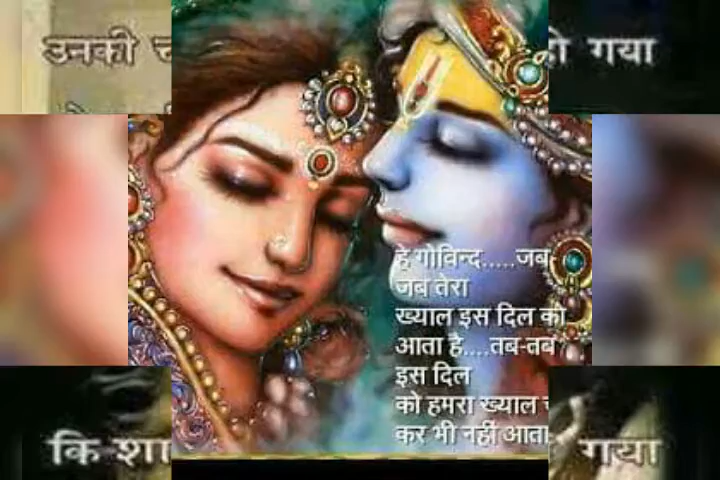 उनकी
हो गया
हे गोविन्द.....जब-
जब तेरा
ख्याल इस दिल को
आता है....तब-तब
इस दिल
को हमरा ख्याल
कर भी नहीं आता
कि
गया